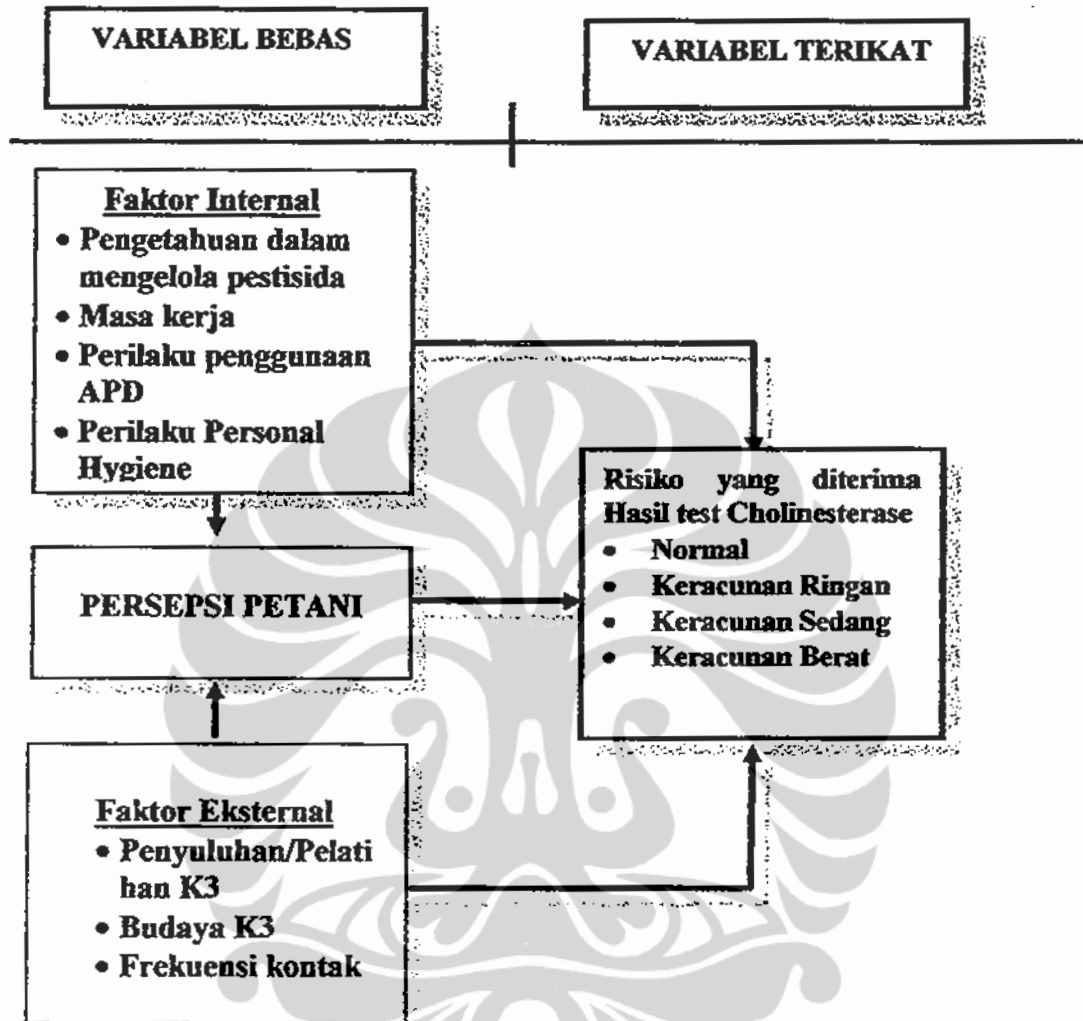 VARIABEL BEBAS
VARIABEL TERIKAT
Faktor Internal
• Pengetahuan dalam
mengelola pestisida
• Masa kerja
• Perilaku penggunaan
APD
• Perilaku Personal
Hygiene
PERSEPSI PETANI
Faktor Eksternal
• Penyuluhan/Pelati
han K3
• Budaya K3
• Frekuensi kontak
Risiko yang diterima
Hasil test Cholinesterase
• Normal
• Keracunan Ringan
• Keracunan Sedang
• Keracunan Berat